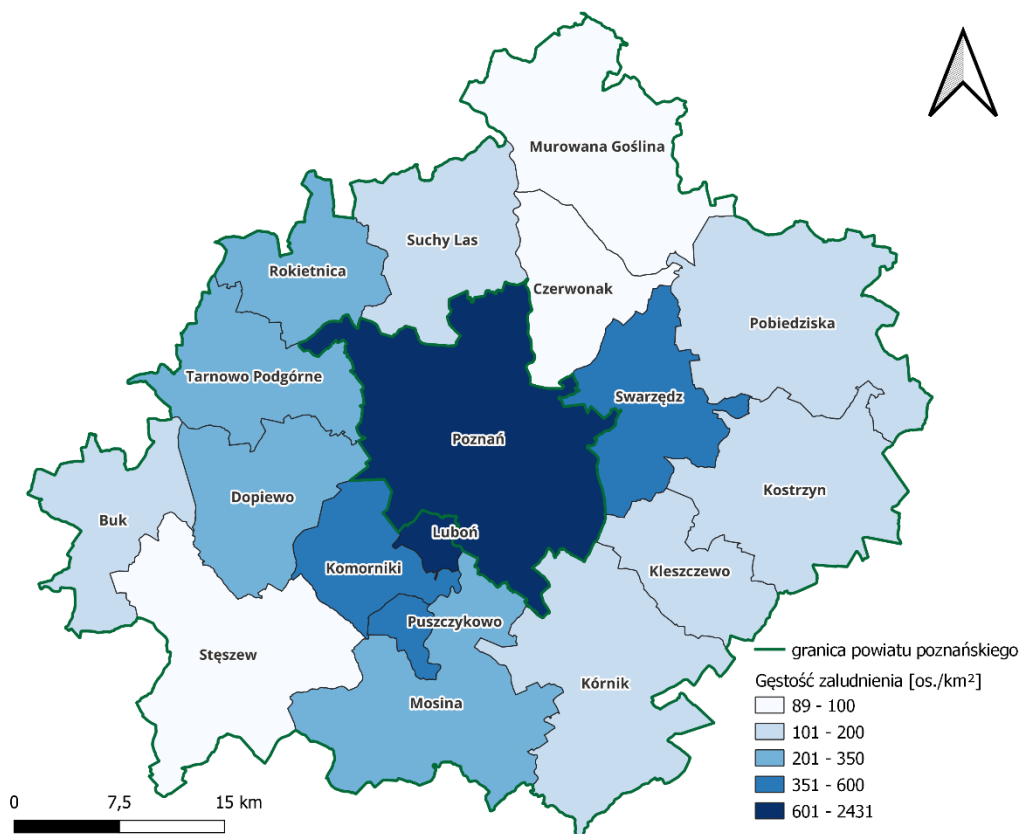 Murowana Goślina
Suchy Las
Rokietnica
Czerwonak
Pobiedziska
Tarnowo Podgórne
Swarzędz
Poznań
Kostrzyn
Dopiewo
Buk
Luboń
Komorniki
Kleszczewo
Puszczykowo
Stęszew
Kórnik
Mosina
granica powiatu poznańskiego
Gęstość zaludnienia [os./km²]
89 - 100
101 - 200
201 - 350
351 - 600
601 - 2431
0 7,5 15 km